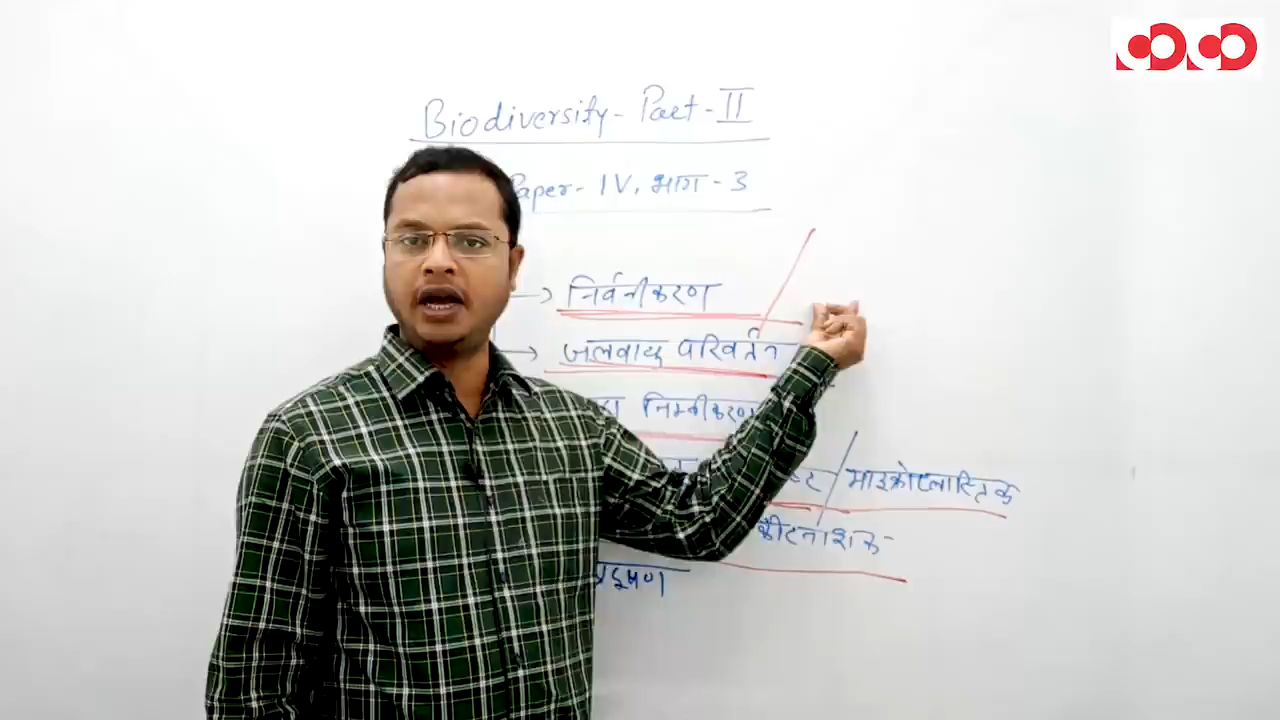 Biodiversity - Part - II
Paper - IV, भाग - 3
→ निर्वनीकरण
→ जलवायु परिवर्तन
निम्नीकरण
माइक्रोप्लास्टिक
कीटनाशक
प्रदूषण